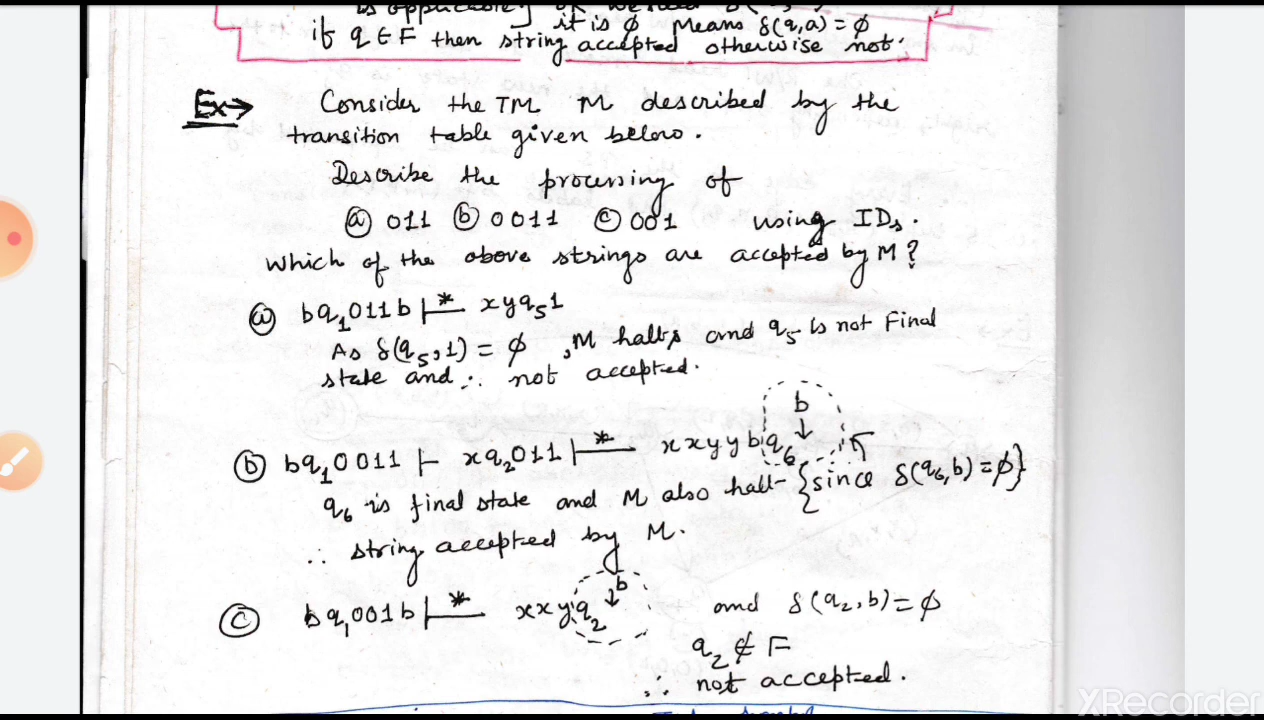 it is ϕ Means δ(q,a) = ϕ
if q ∈ F then string accepted otherwise not.
Ex→ Consider the TM M described by the
transition table given below.
Describe the processing of
ⓐ 011 ⓑ 0011 ⓒ 001 using IDs.
Which of the above strings are accepted by M?
ⓐ bq₁011b ⊢* xyq₅1
As δ(q₅,1) = ϕ, M halts and q₅ is not Final
state and ∴ not accepted.
b
↓
ⓑ bq₁0011 ⊢ xq₂011 ⊢* xxyybq₆
q₆ is final state and M also halt- {since δ(q₆,b) = ϕ}
∴ string accepted by M.
b
↓
ⓒ bq₁001b ⊢* xxyq₂ and δ(q₂,b) = ϕ
q₂ ∉ F
∴ not accepted.
XRecorder